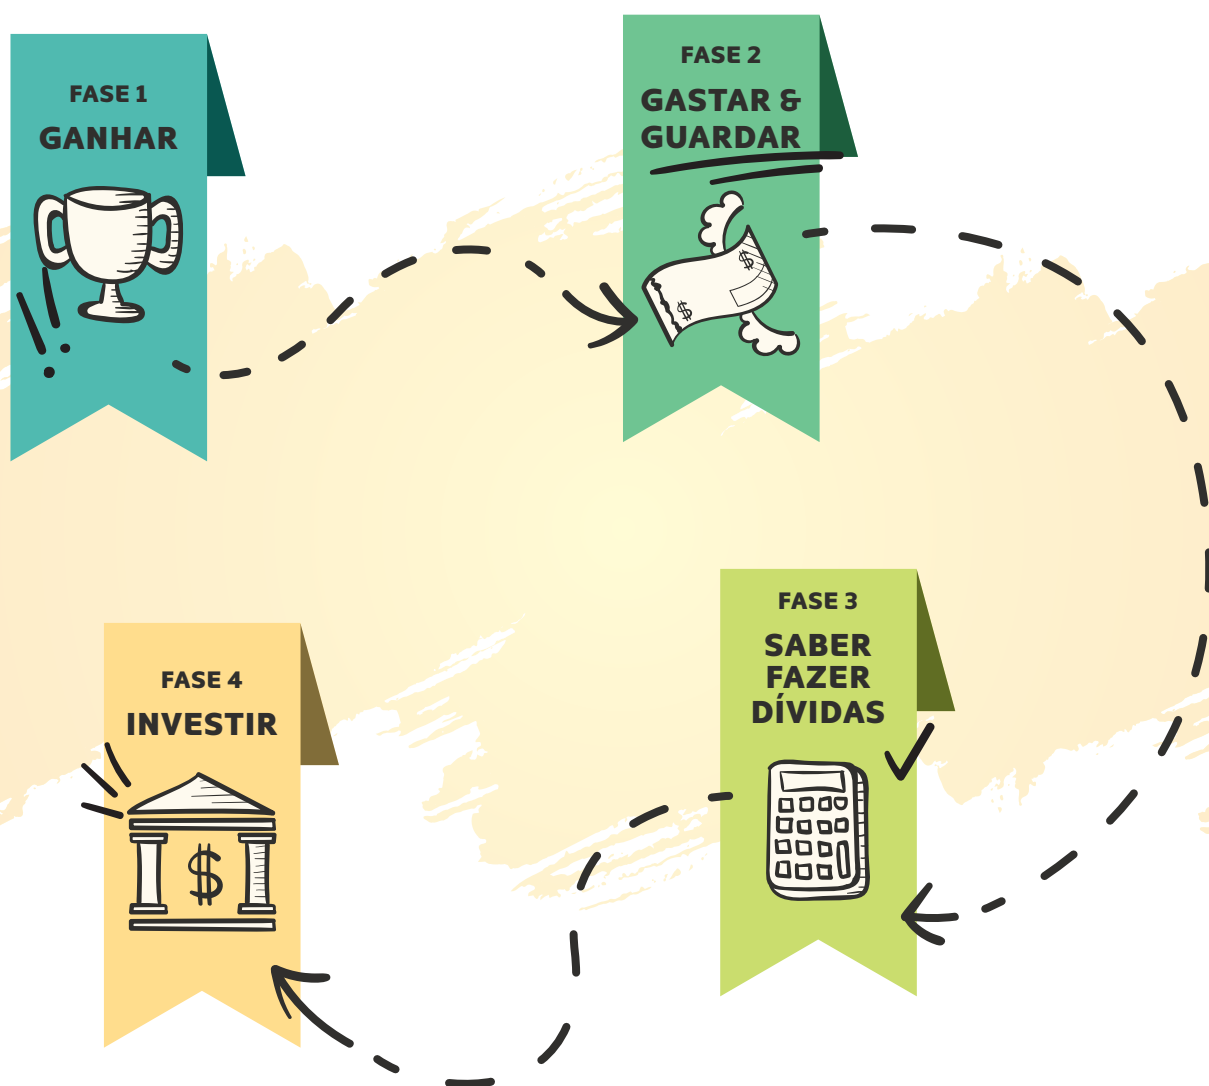 FASE 1
GANHAR
FASE 2
GASTAR &
GUARDAR
$
$
FASE 3
SABER
FAZER
DÍVIDAS
FASE 4
INVESTIR
$